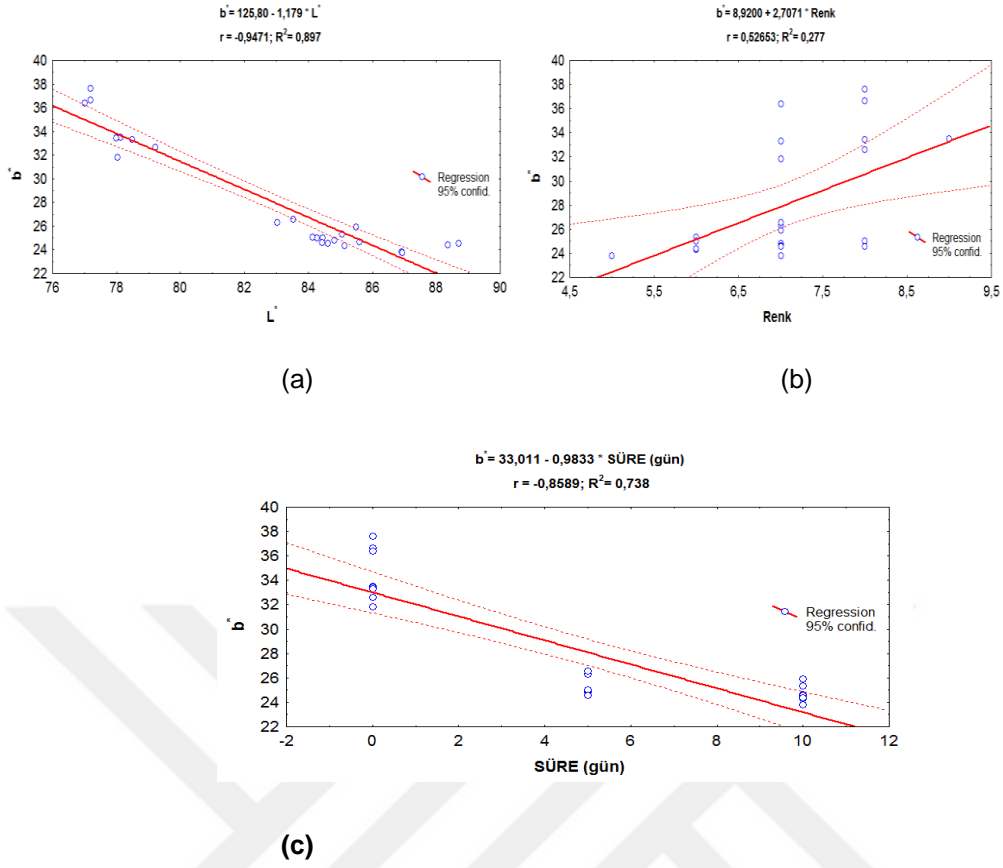 b*= 125,80 - 1,179 * L*
r = -0,9471; R²= 0,897
40
38
36
34
32
30
28
26
24
22
b*
76 78 80 82 84 86 88 90
L*
Regression
95% confid.
(a)
b*= 8,9200 + 2,7071 * Renk
r = 0,52653; R²= 0,277
40
38
36
34
32
30
28
26
24
22
b*
4,5 5,5 6,5 7,5 8,5 9,5
Renk
Regression
95% confid.
(b)
b*= 33,011 - 0,9833 * SÜRE (gün)
r = -0,8589; R²= 0,738
40
38
36
34
32
30
28
26
24
22
b*
-2 0 2 4 6 8 10 12
SÜRE (gün)
Regression
95% confid.
(c)